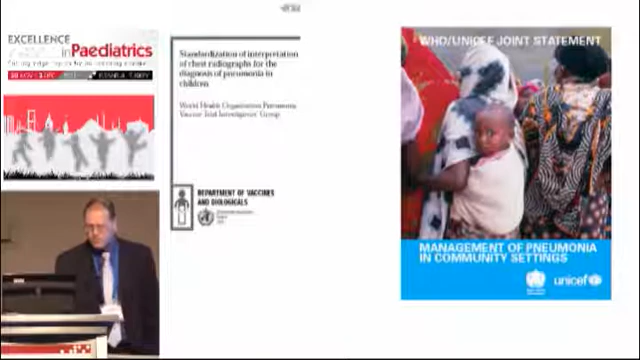 EXCELLENCE
in Paediatrics
Standardization of interpretation
of chest radiographs for the
diagnosis of pneumonia in
children
World Health Organization Pneumonia
Vaccine Trial Investigators' Group
DEPARTMENT OF VACCINES
AND BIOLOGICALS
WHO/UNICEF JOINT STATEMENT
MANAGEMENT OF PNEUMONIA
IN COMMUNITY SETTINGS
unicef
in Paediatrics